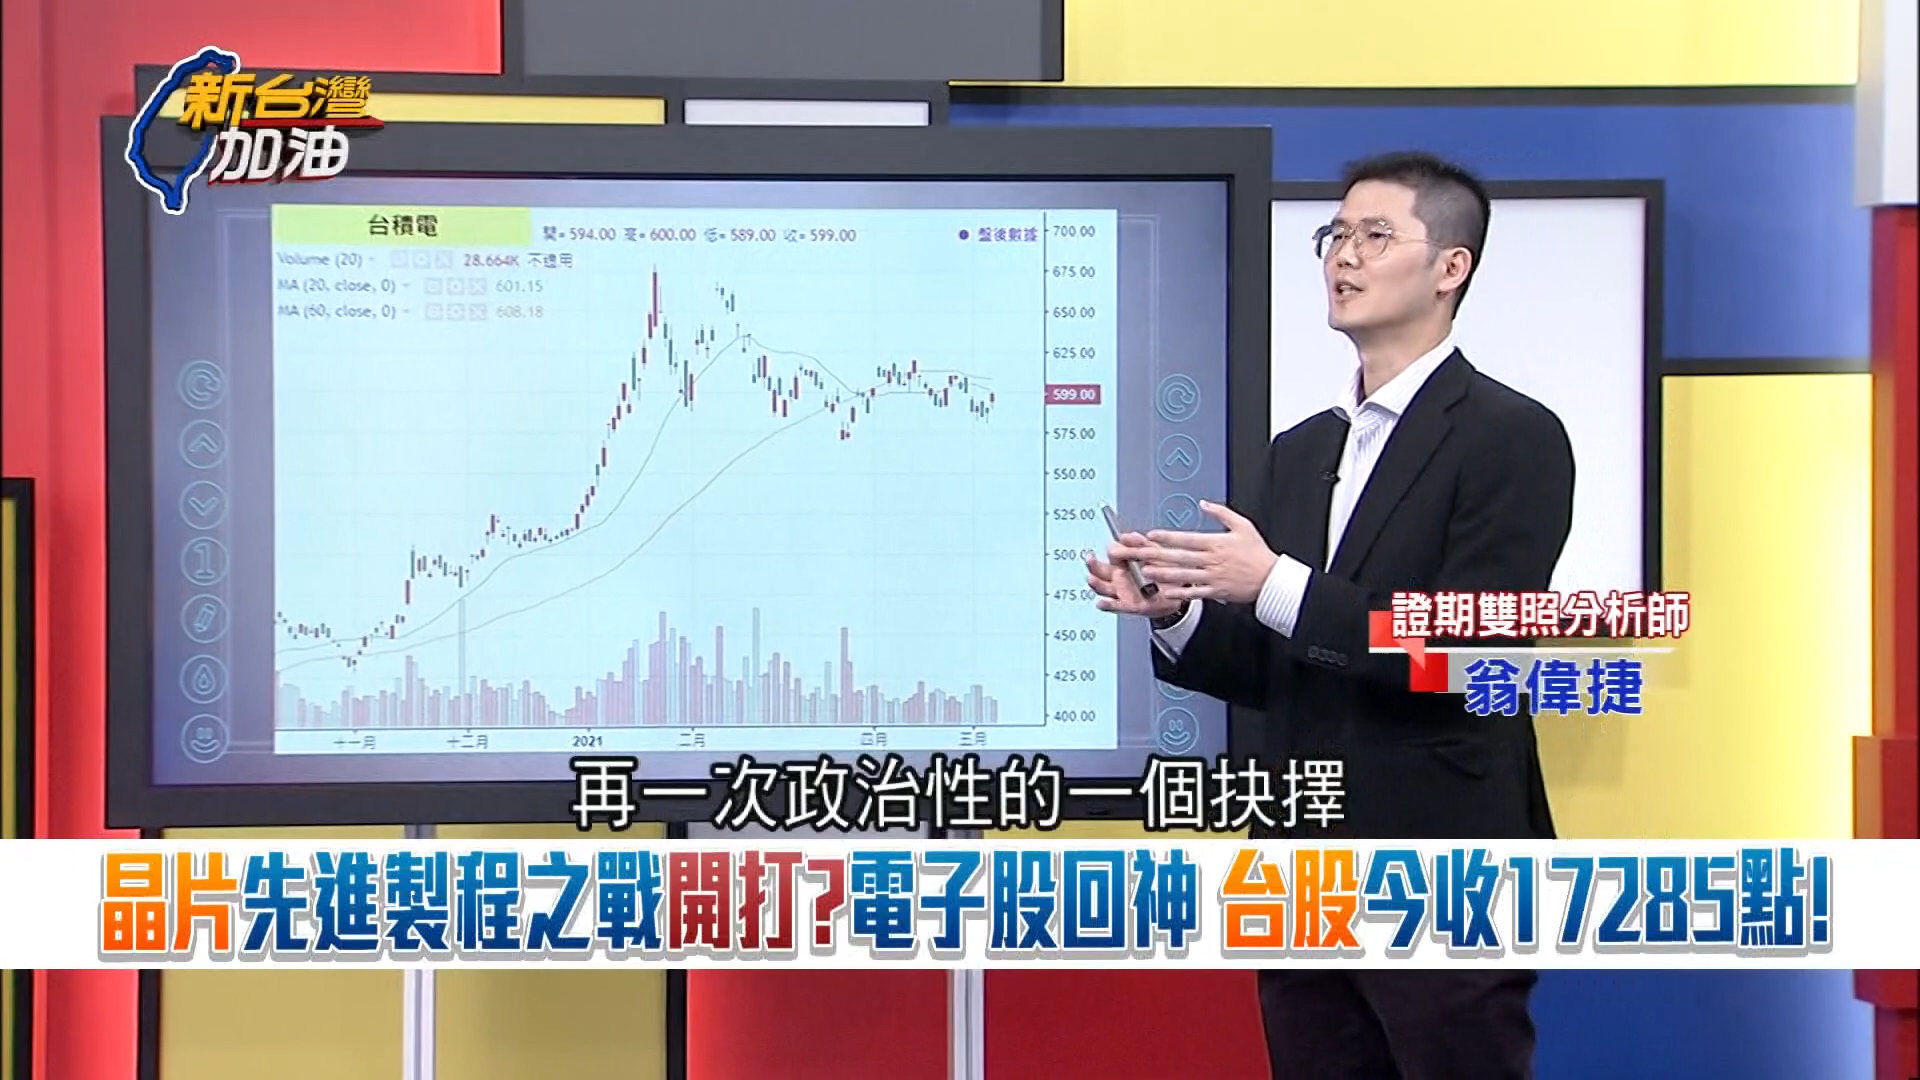 新台灣
加油
台積電
開= 594.00 高= 600.00 低= 589.00 收= 599.00
盤後數據
Volume (20) 28.664K 不適用
MA (20, close, 0) 601.15
MA (60, close, 0) 608.18
700.00
675.00
650.00
625.00
599.00
575.00
550.00
525.00
500.00
475.00
450.00
425.00
400.00
十一月 十二月 2021 二月 四月 三月
1
證期雙照分析師
翁偉捷
再一次政治性的一個抉擇
晶片先進製程之戰開打?電子股回神 台股今收17285點!